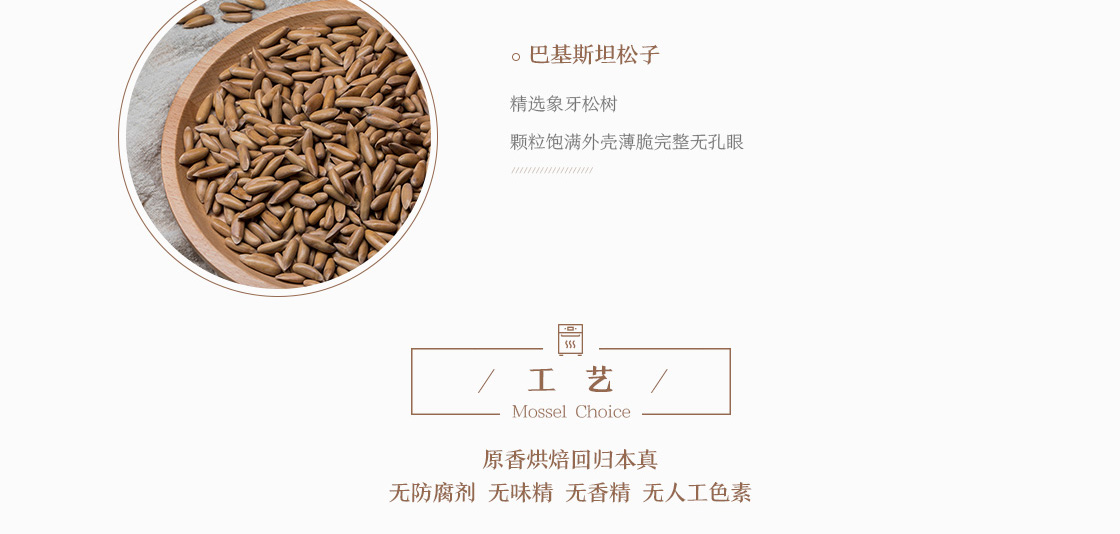 巴基斯坦松子
精选象牙松树
颗粒饱满外壳薄脆完整无孔眼
工 艺
Mossel Choice
原香烘焙回归本真
无防腐剂 无味精 无香精 无人工色素